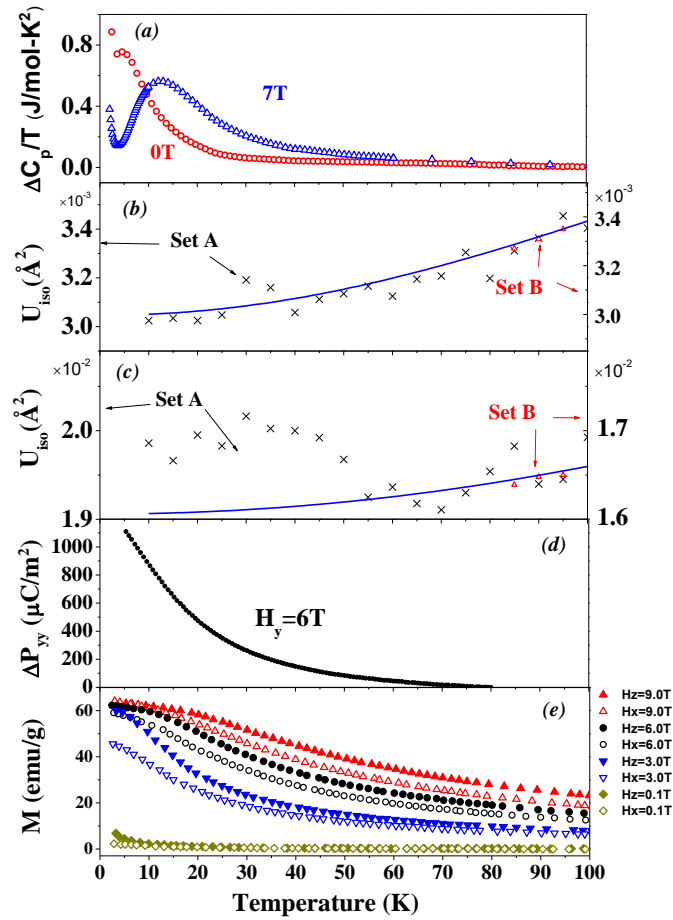 (a)
ΔC_p/T (J/mol-K²)
0.8
0.4
0.0
7T
0T
×10⁻³
(b)
×10⁻³
U_iso(Å²)
3.4
3.2
3.0
Set A
Set B
3.4
3.2
3.0
×10⁻²
(c)
×10⁻²
U_iso(Å²)
2.0
1.9
Set A
Set B
1.7
1.6
(d)
ΔP_yy (μC/m²)
1000
800
600
400
200
0
H_y=6T
(e)
M (emu/g)
60
40
20
0
Hz=9.0T
Hx=9.0T
Hz=6.0T
Hx=6.0T
Hz=3.0T
Hx=3.0T
Hz=0.1T
Hx=0.1T
0 10 20 30 40 50 60 70 80 90 100
Temperature (K)